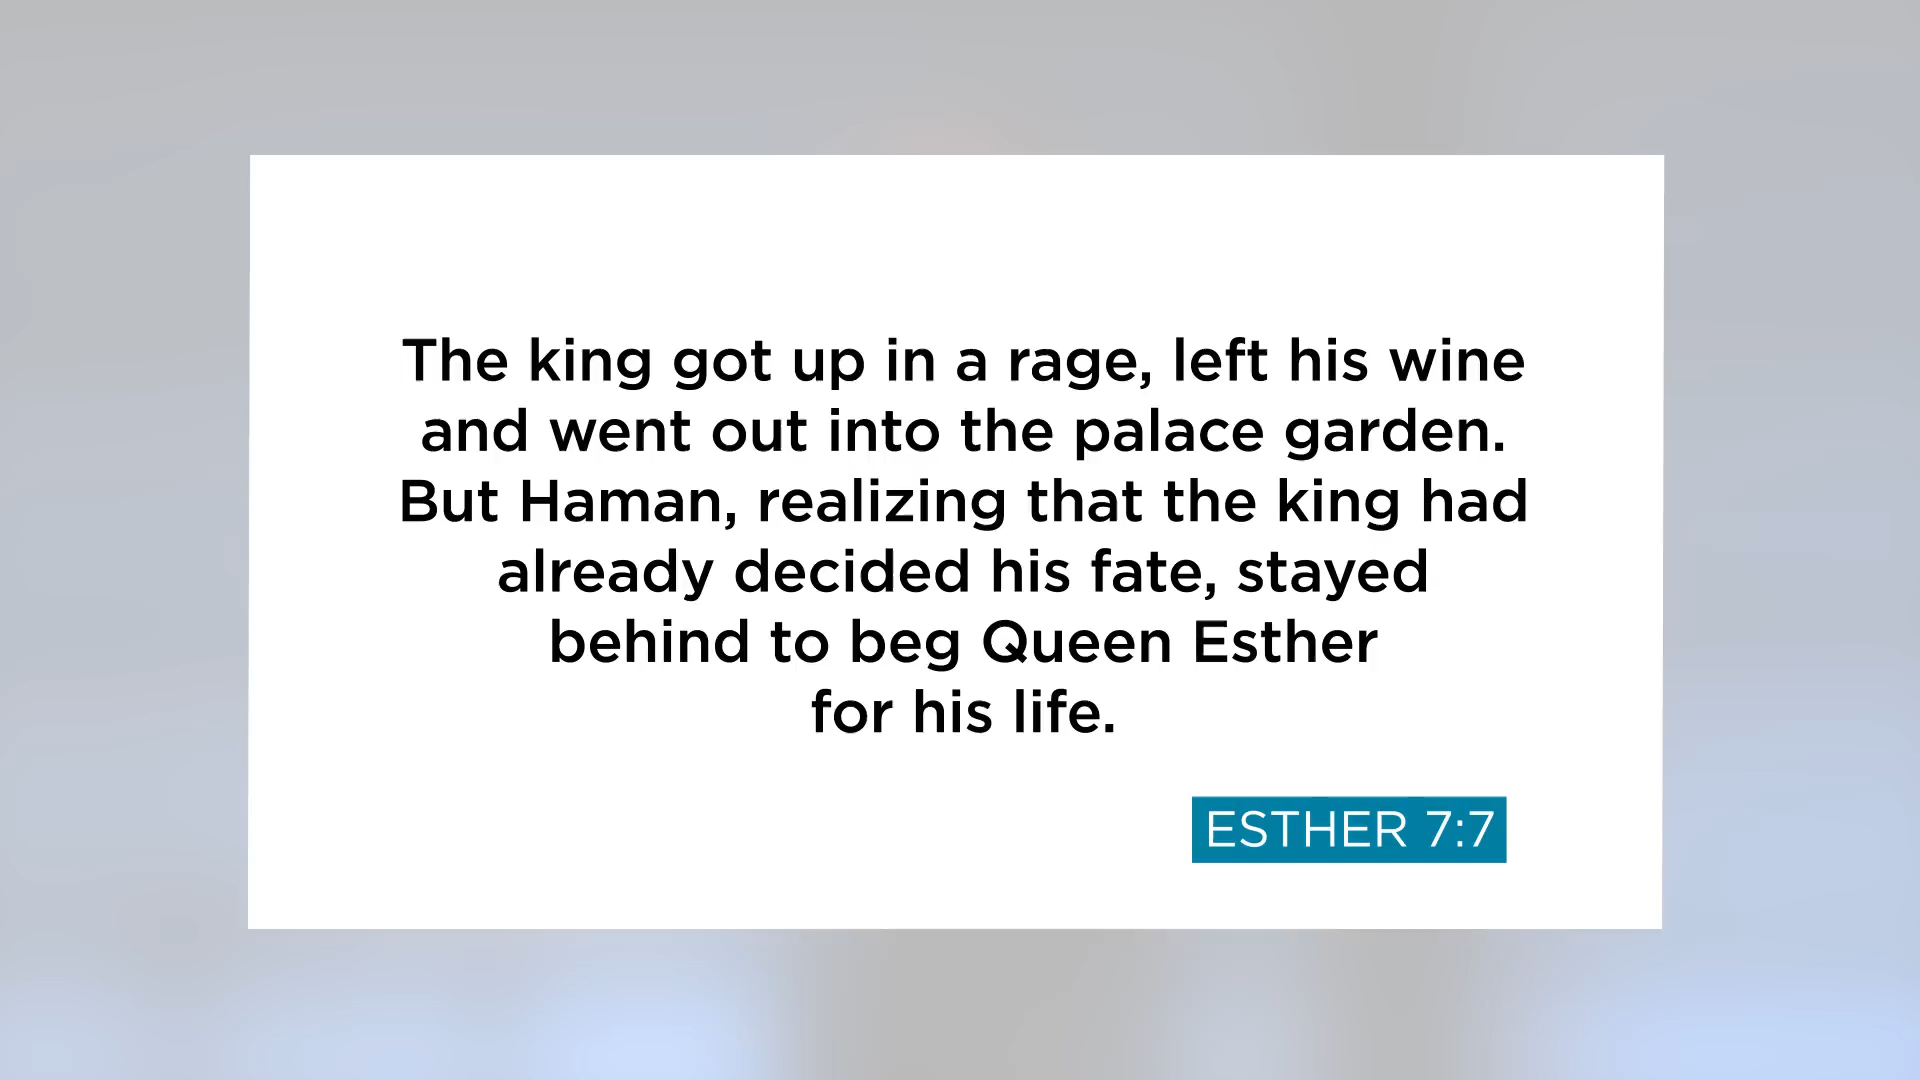 The king got up in a rage, left his wine
and went out into the palace garden.
But Haman, realizing that the king had
already decided his fate, stayed
behind to beg Queen Esther
for his life.
ESTHER 7:7